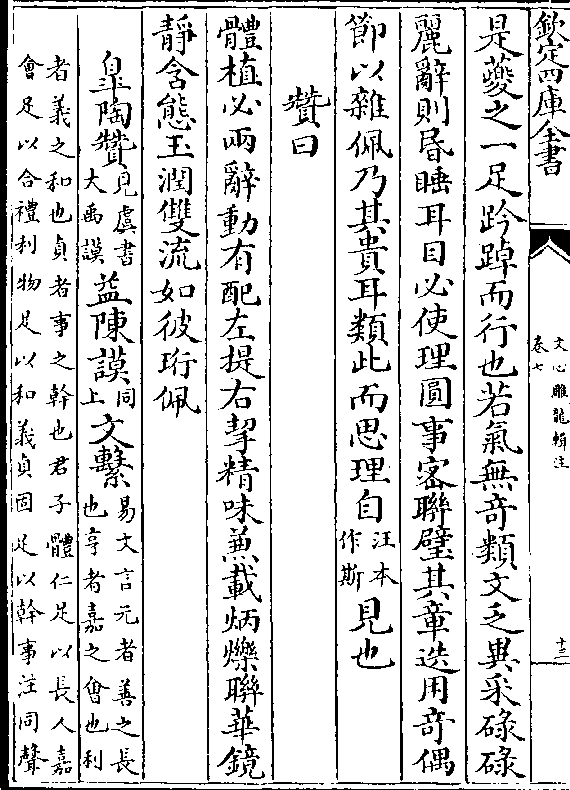 欽定四庫全書
文心雕龍輯注
卷七
十三
是夔之一足趻踔而行也若氣無奇類文乏異采碌碌
麗辭則昏睡耳目必使理圓事密聯璧其章迭用奇偶
節以雜佩乃其貴耳類此而思理自汪本作斯見也
贊曰
體植必兩辭動有配左提右挈精味兼載炳爍聯華鏡
靜含態玉潤雙流如彼珩佩
臯陶贊見虞書大禹謨益陳謨同上文繫易文言元者善之長也亨者嘉之會也利
者義之和也貞者事之幹也君子體仁足以長人嘉
會足以合禮利物足以和義貞固足以幹事注同聲